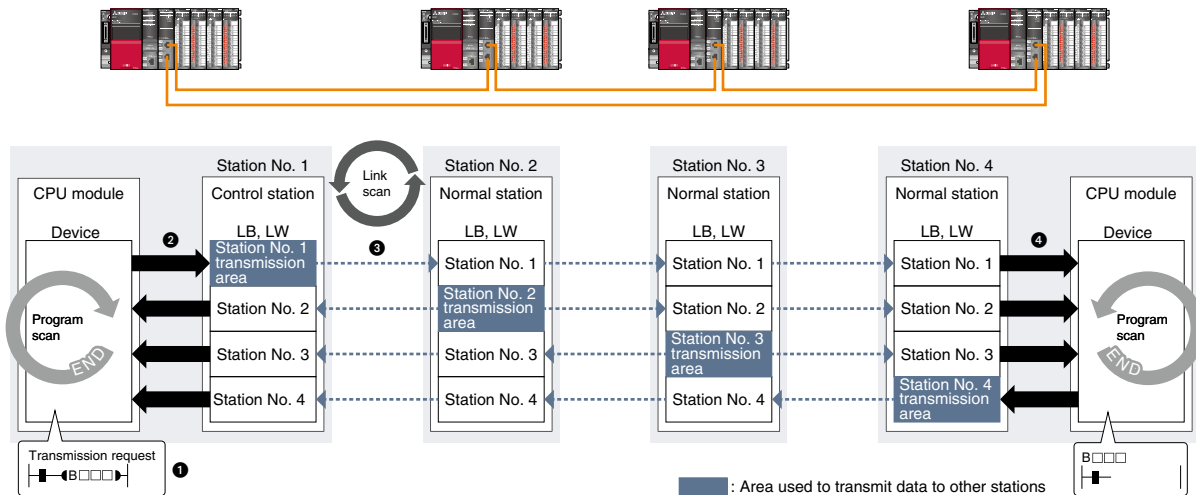 Station No. 1
Station No. 2
Station No. 3
Station No. 4
CPU module
Control station
Link
scan
Normal station
Normal station
Normal station
CPU module
Device
LB, LW
LB, LW
LB, LW
LB, LW
Device
❷
❸
❹
Station No. 1
transmission
area
Station No. 1
Station No. 1
Station No. 1
Station No. 2
Station No. 2
transmission
area
Station No. 2
Station No. 2
Program
scan
END
Program
scan
END
Station No. 3
Station No. 3
Station No. 3
transmission
area
Station No. 3
Station No. 4
Station No. 4
Station No. 4
Station No. 4
transmission
area
Transmission request
B□□□
❶
B□□□
: Area used to transmit data to other stations